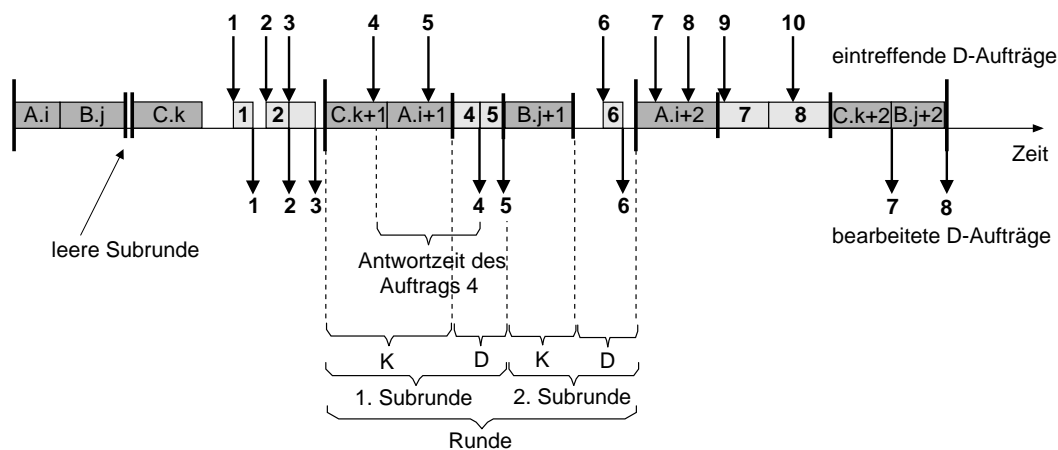 1 2 3 4 5 6 7 8 9 10
eintreffende D-Aufträge
A.i B.j C.k 1 2 C.k+1 A.i+1 4 5 B.j+1 6 A.i+2 7 8 C.k+2 B.j+2
Zeit
1 2 3 4 5 6 7 8
leere Subrunde
bearbeitete D-Aufträge
Antwortzeit des
Auftrags 4
K D K D
1. Subrunde 2. Subrunde
Runde